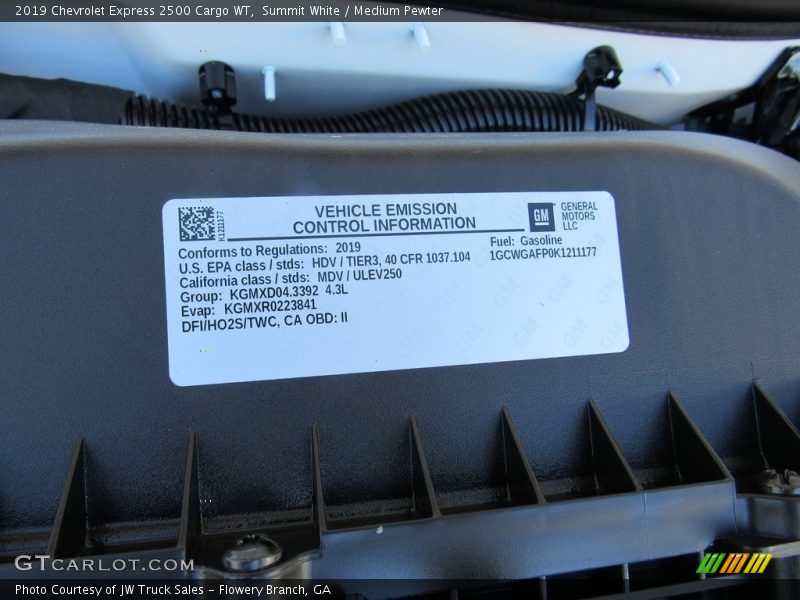 2019 Chevrolet Express 2500 Cargo WT, Summit White / Medium Pewter
K1211177
VEHICLE EMISSION
CONTROL INFORMATION
GM
GENERAL
MOTORS
LLC
Conforms to Regulations: 2019
U.S. EPA class / stds: HDV / TIER3, 40 CFR 1037.104
California class / stds: MDV / ULEV250
Group: KGMXD04.3392 4.3L
Evap: KGMXR0223841
DFI/HO2S/TWC, CA OBD: II
Fuel: Gasoline
1GCWGAFP0K1211177
GTCARLOT.COM
Photo Courtesy of JW Truck Sales - Flowery Branch, GA